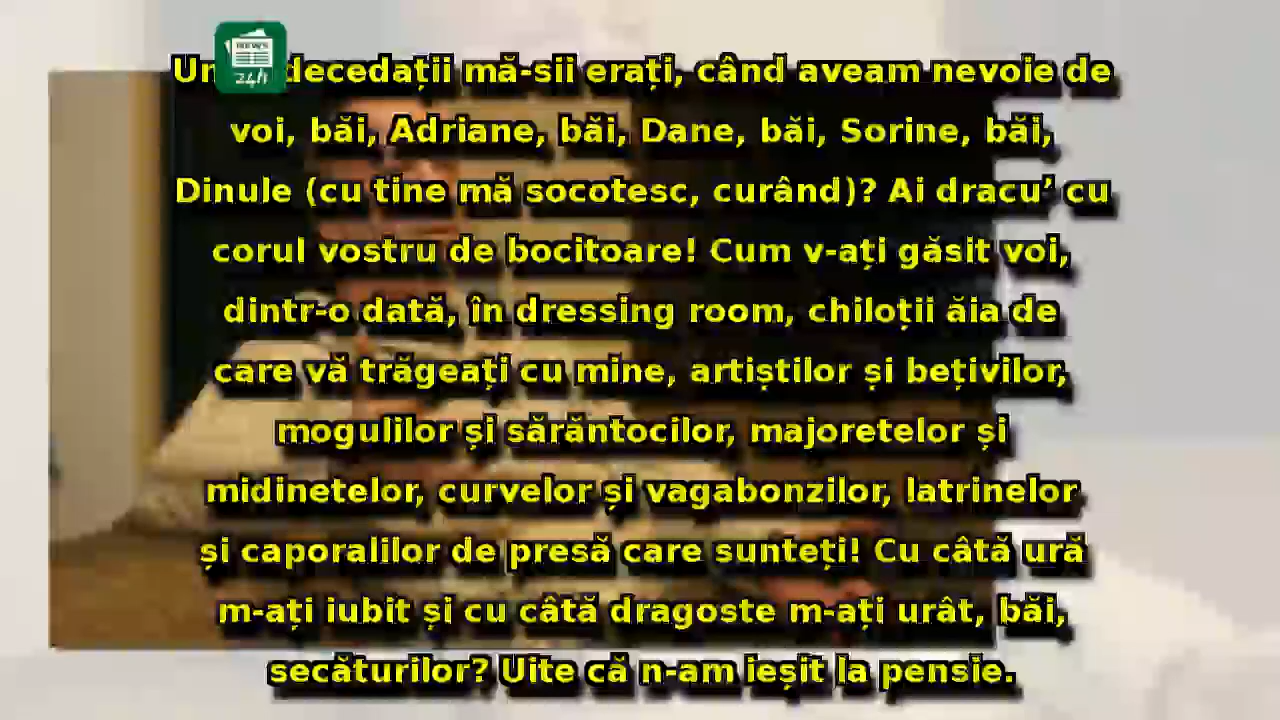 NEWS
24h
Un decedații mă-sii erați, când aveam nevoie de
voi, băi, Adriane, băi, Dane, băi, Sorine, băi,
Dinule (cu tine mă socotesc, curând)? Ai dracu’ cu
corul vostru de bocitoare! Cum v-ați găsit voi,
dintr-o dată, în dressing room, chiloții ăia de
care vă trăgeați cu mine, artiștilor și bețivilor,
mogulilor și sărăntocilor, majoretelor și
midinetelor, curvelor și vagabonzilor, latrinelor
și caporalilor de presă care sunteți! Cu câtă ură
m-ați iubit și cu câtă dragoste m-ați urât, băi,
secăturilor? Uite că n-am ieșit la pensie.